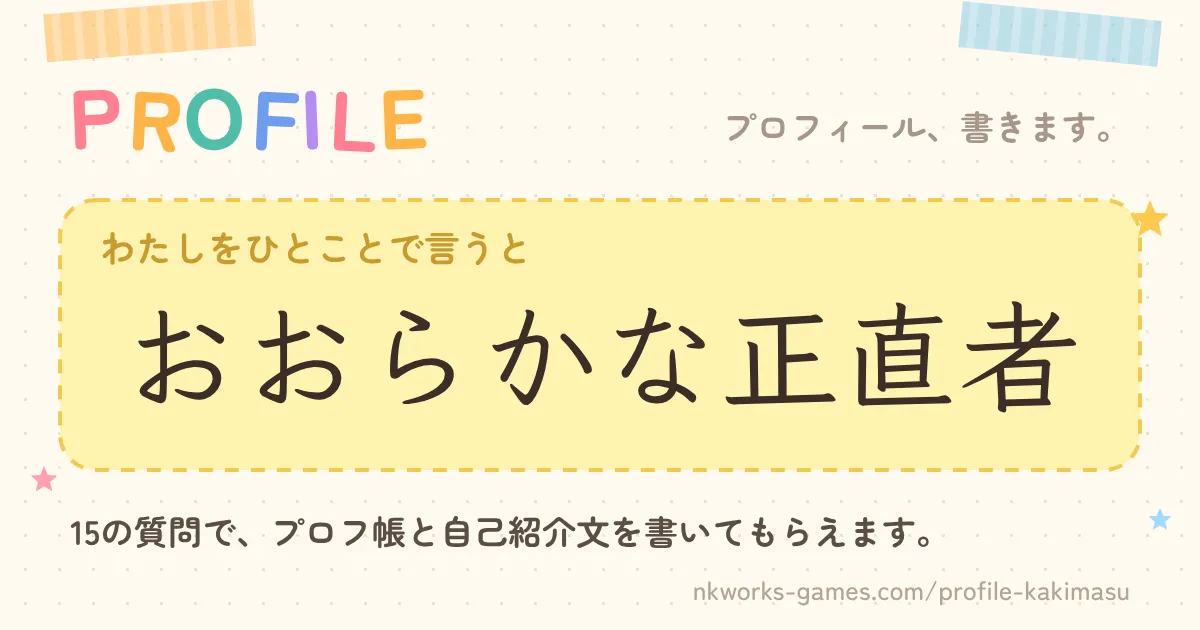 PROFILE
プロフィール、書きます。
わたしをひとことで言うと
おおらかな正直者
15の質問で、プロフ帳と自己紹介文を書いてもらえます。
nkworks-games.com/profile-kakimasu